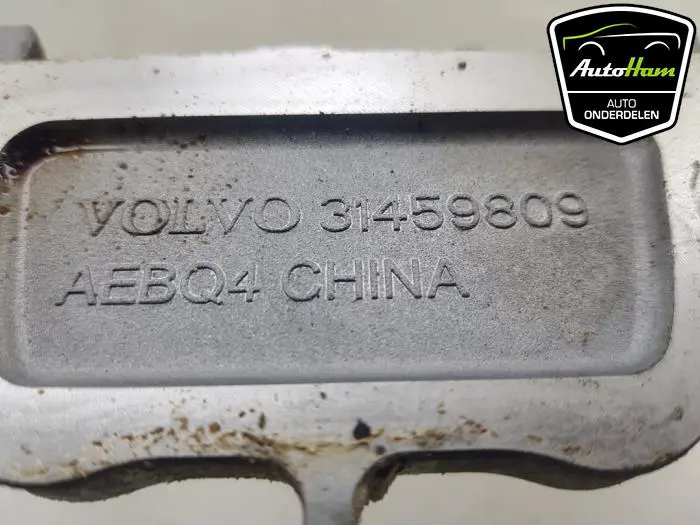 AutoHam
AUTO
ONDERDELEN
VOLVO 31459809
AEBQ4 CHINA